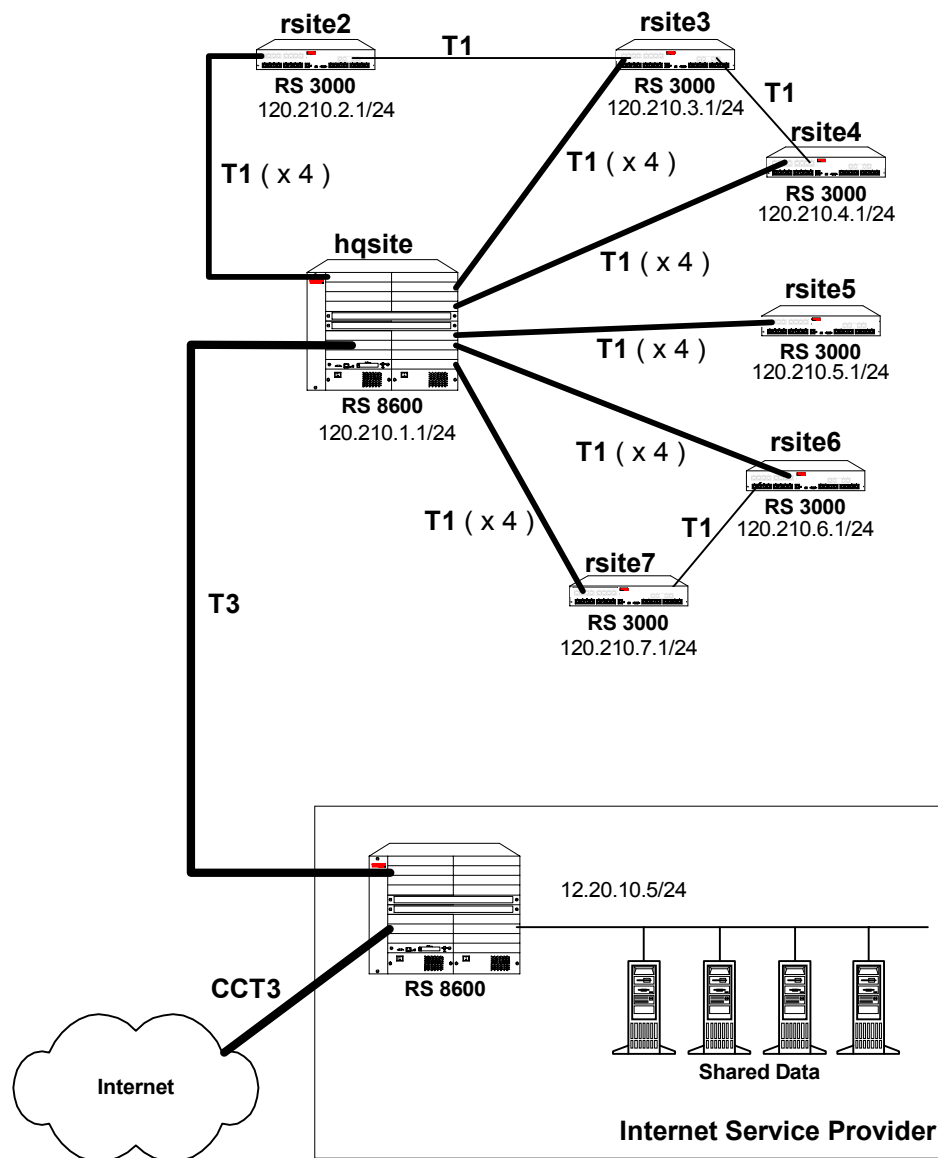 rsite2
T1
rsite3
RS 3000
120.210.2.1/24
RS 3000
120.210.3.1/24
T1
rsite4
T1 ( x 4 )
T1 ( x 4 )
RS 3000
120.210.4.1/24
hqsite
T1 ( x 4 )
rsite5
RS 8600
120.210.1.1/24
T1 ( x 4 )
RS 3000
120.210.5.1/24
rsite6
T1 ( x 4 )
RS 3000
120.210.6.1/24
T1 ( x 4 )
T1
rsite7
T3
RS 3000
120.210.7.1/24
12.20.10.5/24
RS 8600
CCT3
Internet
Shared Data
Internet Service Provider